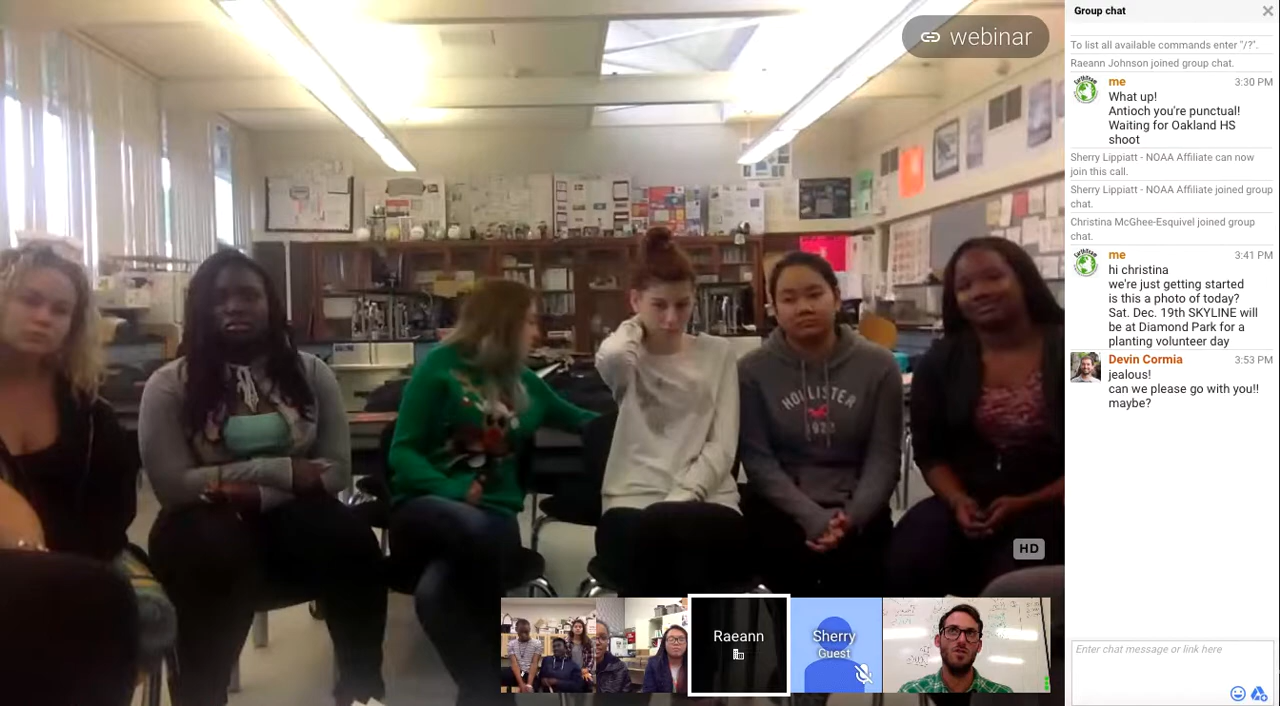 webinar
HOLLISTER
1922
HD
Raeann
Sherry
Guest
Group chat
To list all available commands enter "/?".
Raeann Johnson joined group chat.
me 3:30 PM
What up!
Antioch you're punctual!
Waiting for Oakland HS
shoot
Sherry Lippiatt - NOAA Affiliate can now
join this call.
Sherry Lippiatt - NOAA Affiliate joined group
chat.
Christina McGhee-Esquivel joined group
chat.
me 3:41 PM
hi christina
we're just getting started
is this a photo of today?
Sat. Dec. 19th SKYLINE will
be at Diamond Park for a
planting volunteer day
Devin Cormia 3:53 PM
jealous!
can we please go with you!!
maybe?
Enter chat message or link here